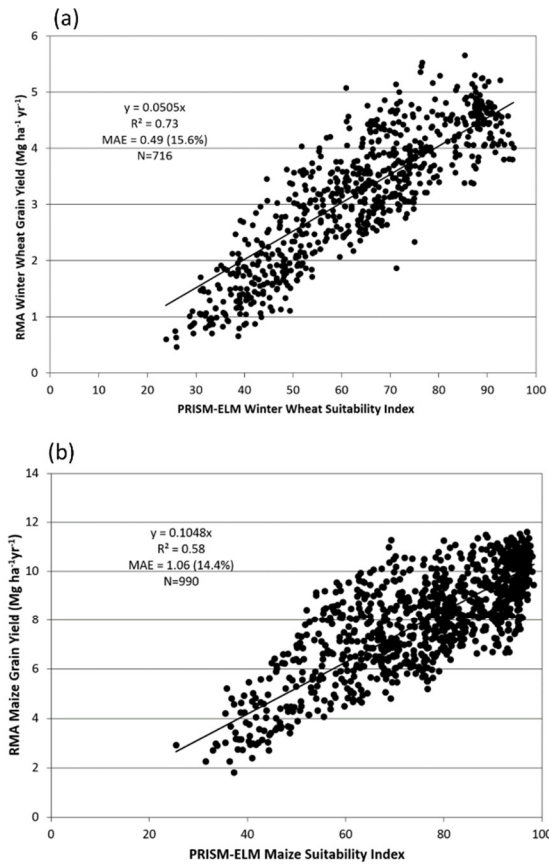 (a)
RMA Winter Wheat Grain Yield (Mg ha⁻¹ yr⁻¹)
6
5
4
3
2
1
0
y = 0.0505x
R² = 0.73
MAE = 0.49 (15.6%)
N=716
0 10 20 30 40 50 60 70 80 90 100
PRISM-ELM Winter Wheat Suitability Index
(b)
RMA Maize Grain Yield (Mg ha⁻¹yr⁻¹)
14
12
10
8
6
4
2
0
y = 0.1048x
R² = 0.58
MAE = 1.06 (14.4%)
N=990
0 20 40 60 80 100
PRISM-ELM Maize Suitability Index